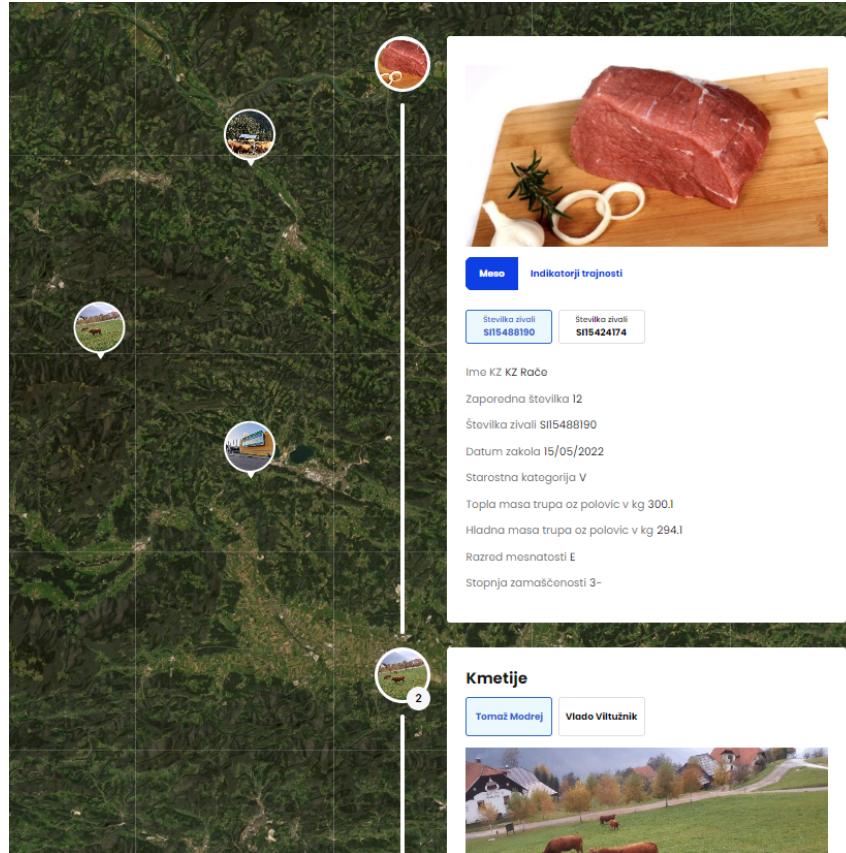 Meso
Indikatorji trajnosti
Številka zivali
SI15488190
Številka zivali
SI15424174
Ime KZ KZ Rače
Zaporedna številka 12
Številka zivali SI15488190
Datum zakola 15/05/2022
Starostna kategorija V
Topla masa trupa oz polovic v kg 300.1
Hladna masa trupa oz polovic v kg 294.1
Razred mesnatosti E
Stopnja zamaščenosti 3-
2
Kmetije
Tomaž Modrej
Vlado Viltužnik